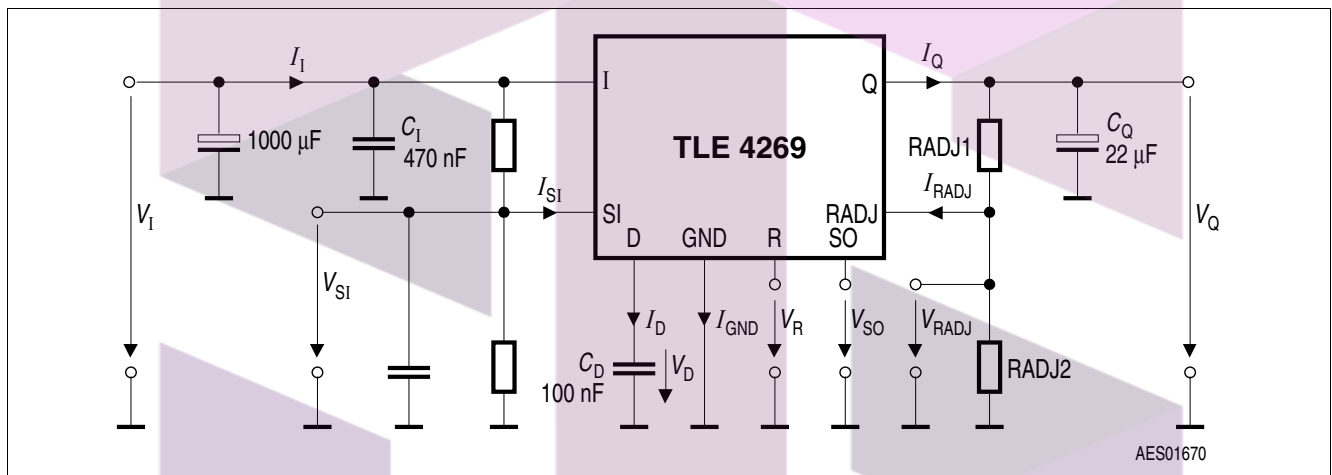 I_I
I_Q
I
Q
1000 µF
C_I
470 nF
TLE 4269
RADJ1
C_Q
22 µF
I_SI
I_RADJ
V_I
SI
RADJ
V_Q
D
GND
R
SO
V_SI
I_D
I_GND
V_R
V_SO
V_RADJ
C_D
100 nF
V_D
RADJ2
AES01670